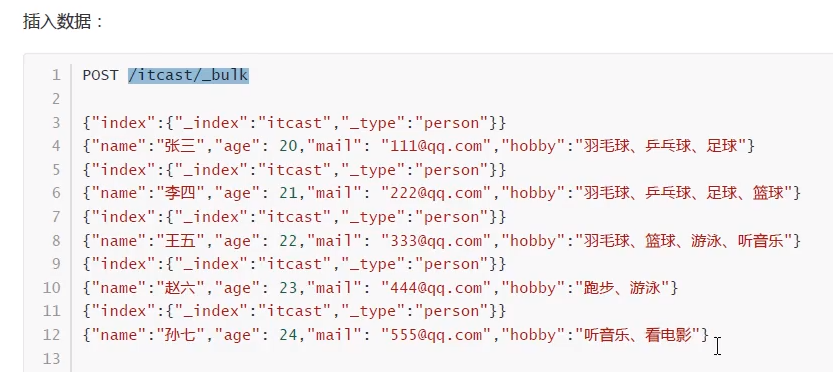 插入数据：
1 POST /itcast/_bulk
2
3 {"index":{"_index":"itcast","_type":"person"}}
4 {"name":"张三","age": 20,"mail": "111@qq.com","hobby":"羽毛球、乒乓球、足球"}
5 {"index":{"_index":"itcast","_type":"person"}}
6 {"name":"李四","age": 21,"mail": "222@qq.com","hobby":"羽毛球、乒乓球、足球、篮球"}
7 {"index":{"_index":"itcast","_type":"person"}}
8 {"name":"王五","age": 22,"mail": "333@qq.com","hobby":"羽毛球、篮球、游泳、听音乐"}
9 {"index":{"_index":"itcast","_type":"person"}}
10 {"name":"赵六","age": 23,"mail": "444@qq.com","hobby":"跑步、游泳"}
11 {"index":{"_index":"itcast","_type":"person"}}
12 {"name":"孙七","age": 24,"mail": "555@qq.com","hobby":"听音乐、看电影"}
13